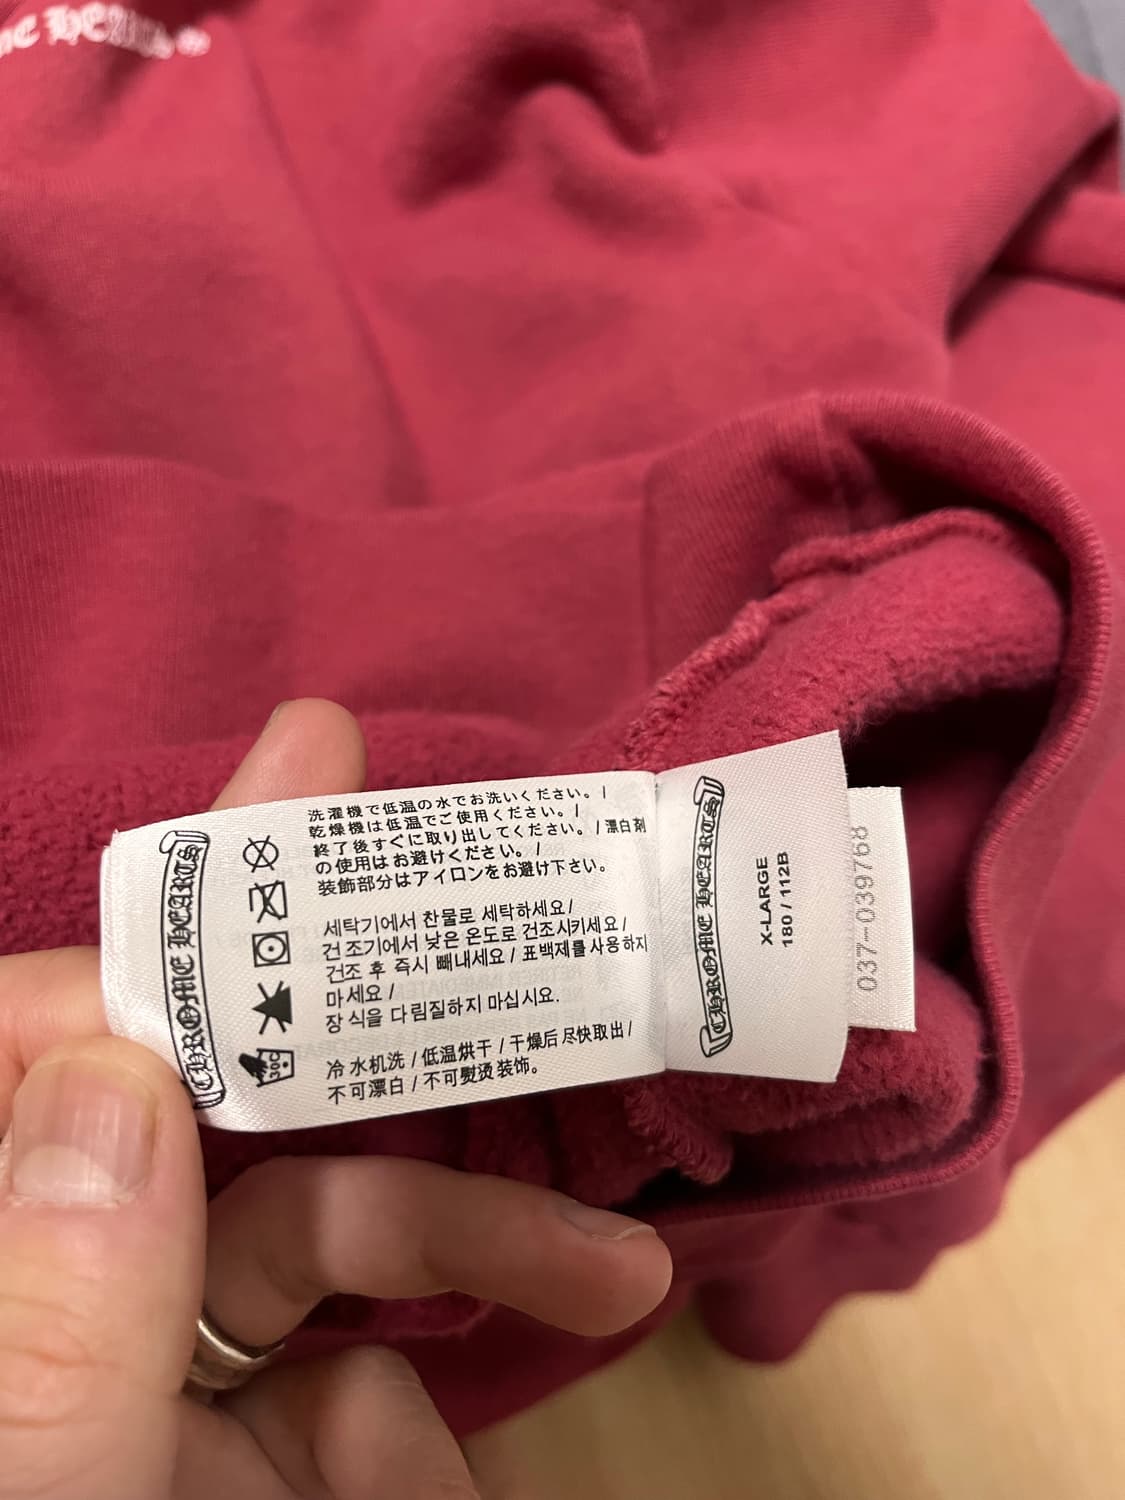 HEARTS®
CHROME HEARTS
洗濯機で低温の水でお洗いください。/
乾燥機は低温でご使用ください。/
終了後すぐに取り出してください。/漂白剤
の使用はお避けください。/
装飾部分はアイロンをお避け下さい。
세탁기에서 찬물로 세탁하세요/
건조기에서 낮은 온도로 건조시키세요/
건조 후 즉시 빼내세요/표백제를 사용하지
마세요/
장식을 다림질하지 마십시요.
冷水机洗/低温烘干/干燥后尽快取出/
不可漂白/不可熨烫装饰。
30C
CHROME HEARTS
X-LARGE
180 / 112B
037-039768